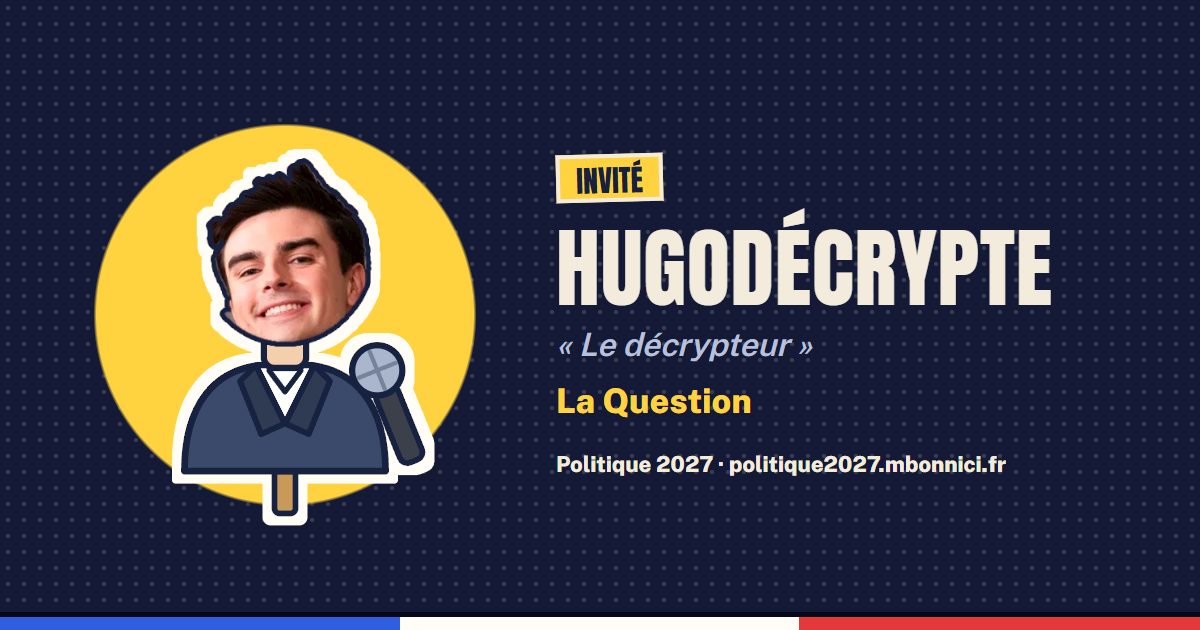 INVITÉ
HUGODÉCRYPTE
« Le décrypteur »
La Question
Politique 2027 · politique2027.mbonnici.fr